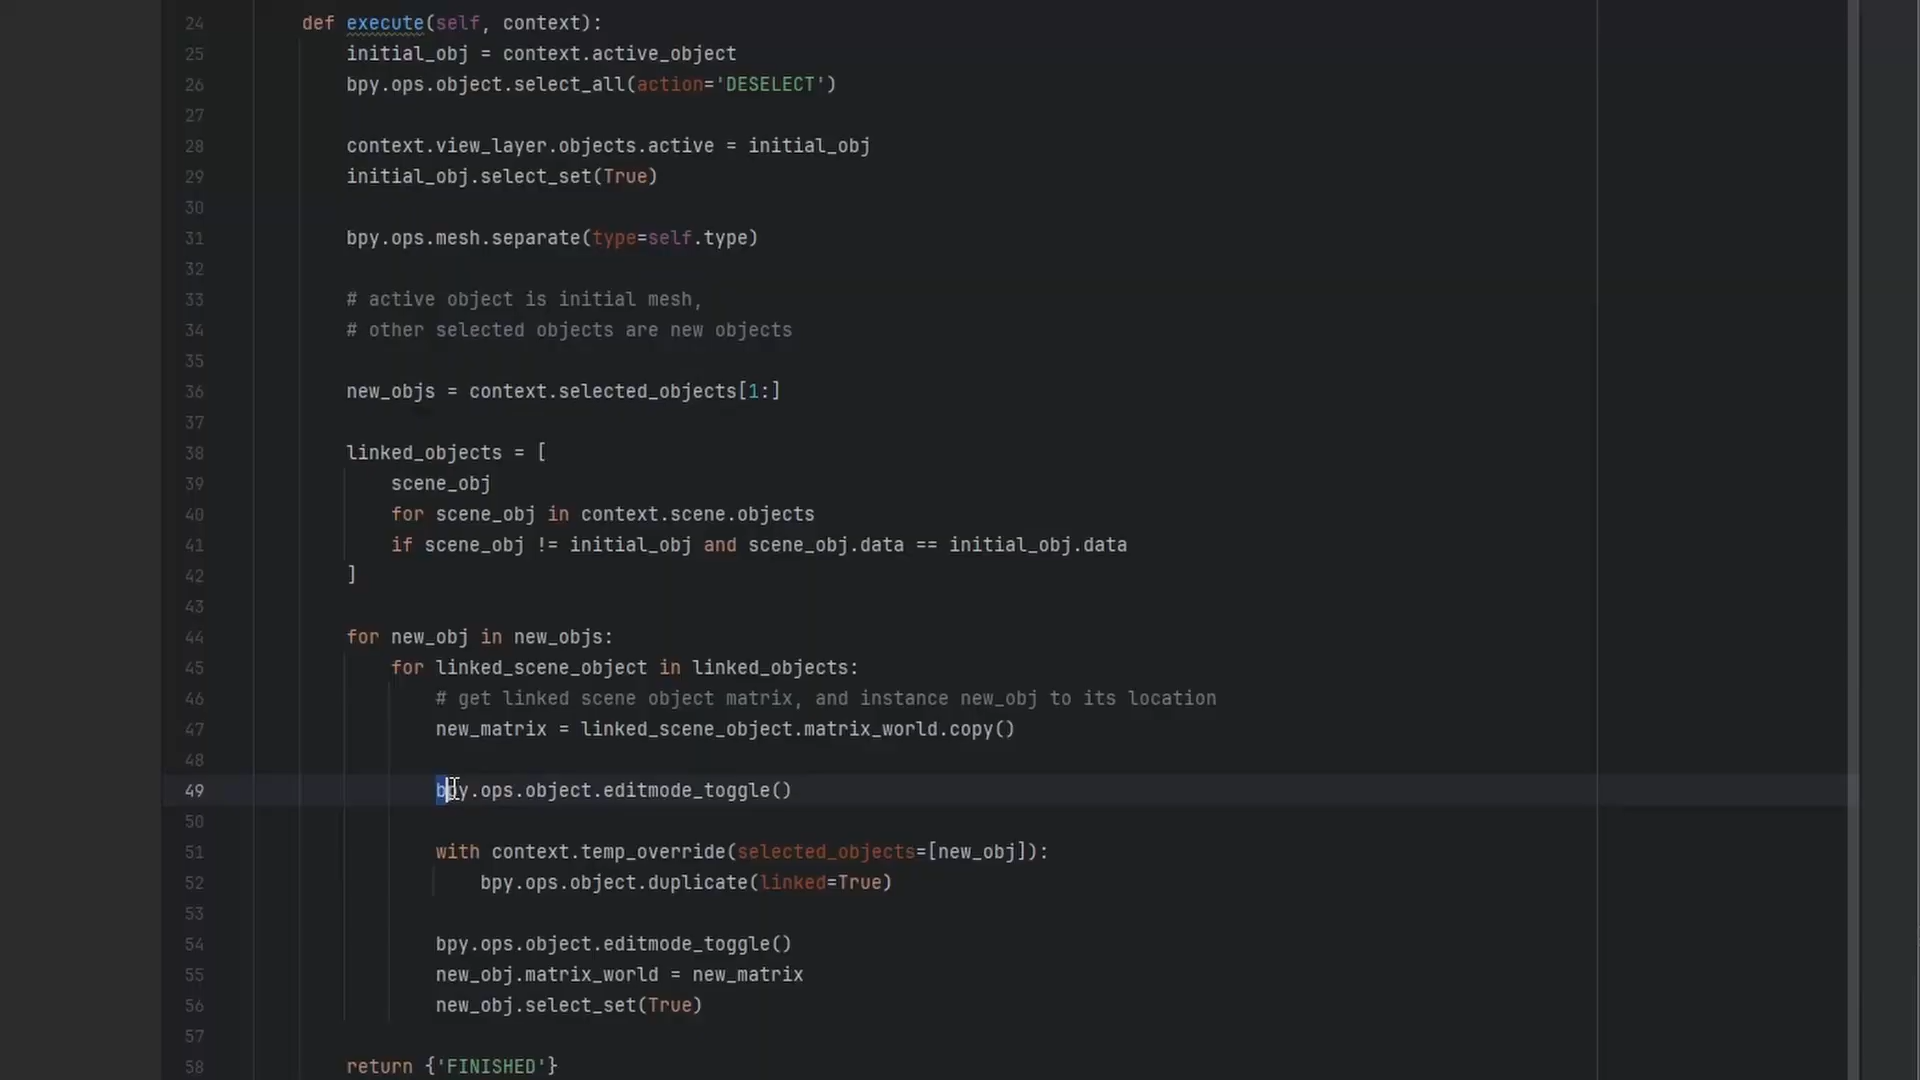 24 def execute(self, context):
25 initial_obj = context.active_object
26 bpy.ops.object.select_all(action='DESELECT')
27
28 context.view_layer.objects.active = initial_obj
29 initial_obj.select_set(True)
30
31 bpy.ops.mesh.separate(type=self.type)
32
33 # active object is initial mesh,
34 # other selected objects are new objects
35
36 new_objs = context.selected_objects[1:]
37
38 linked_objects = [
39 scene_obj
40 for scene_obj in context.scene.objects
41 if scene_obj != initial_obj and scene_obj.data == initial_obj.data
42 ]
43
44 for new_obj in new_objs:
45 for linked_scene_object in linked_objects:
46 # get linked scene object matrix, and instance new_obj to its location
47 new_matrix = linked_scene_object.matrix_world.copy()
48
49 bpy.ops.object.editmode_toggle()
50
51 with context.temp_override(selected_objects=[new_obj]):
52 bpy.ops.object.duplicate(linked=True)
53
54 bpy.ops.object.editmode_toggle()
55 new_obj.matrix_world = new_matrix
56 new_obj.select_set(True)
57
58 return {'FINISHED'}